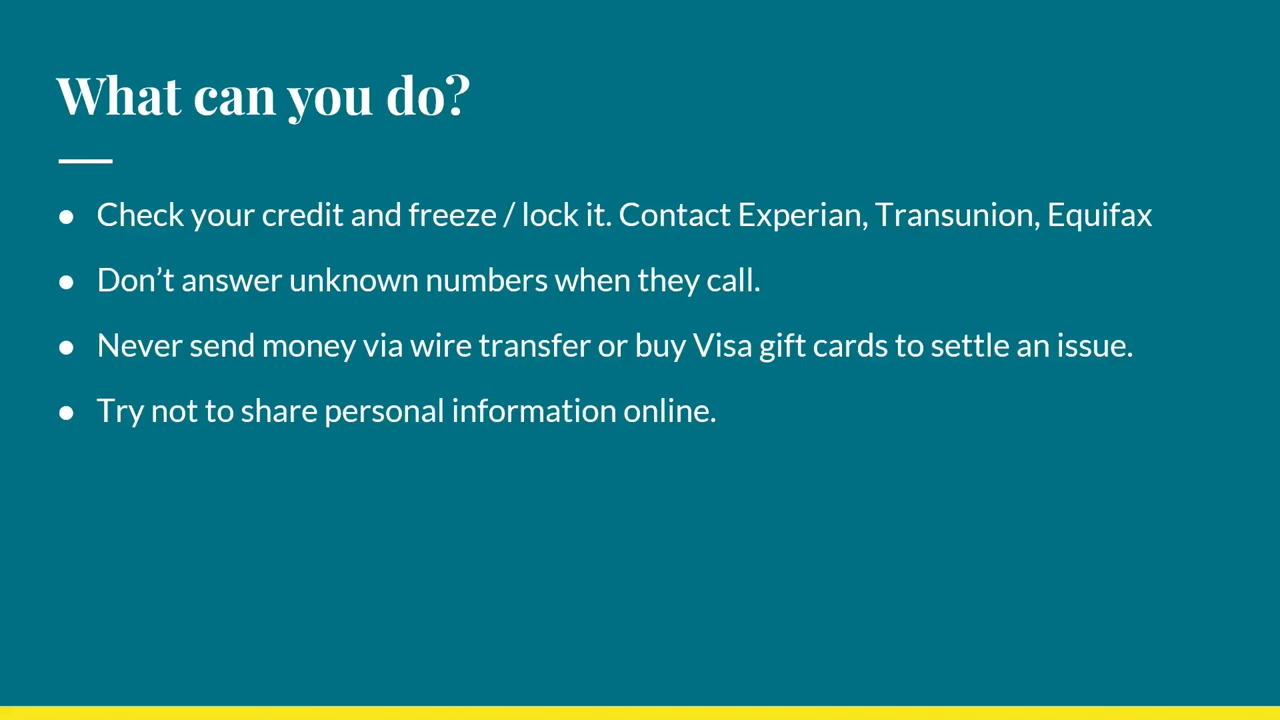 What can you do?
● Check your credit and freeze / lock it. Contact Experian, Transunion, Equifax
● Don’t answer unknown numbers when they call.
● Never send money via wire transfer or buy Visa gift cards to settle an issue.
● Try not to share personal information online.